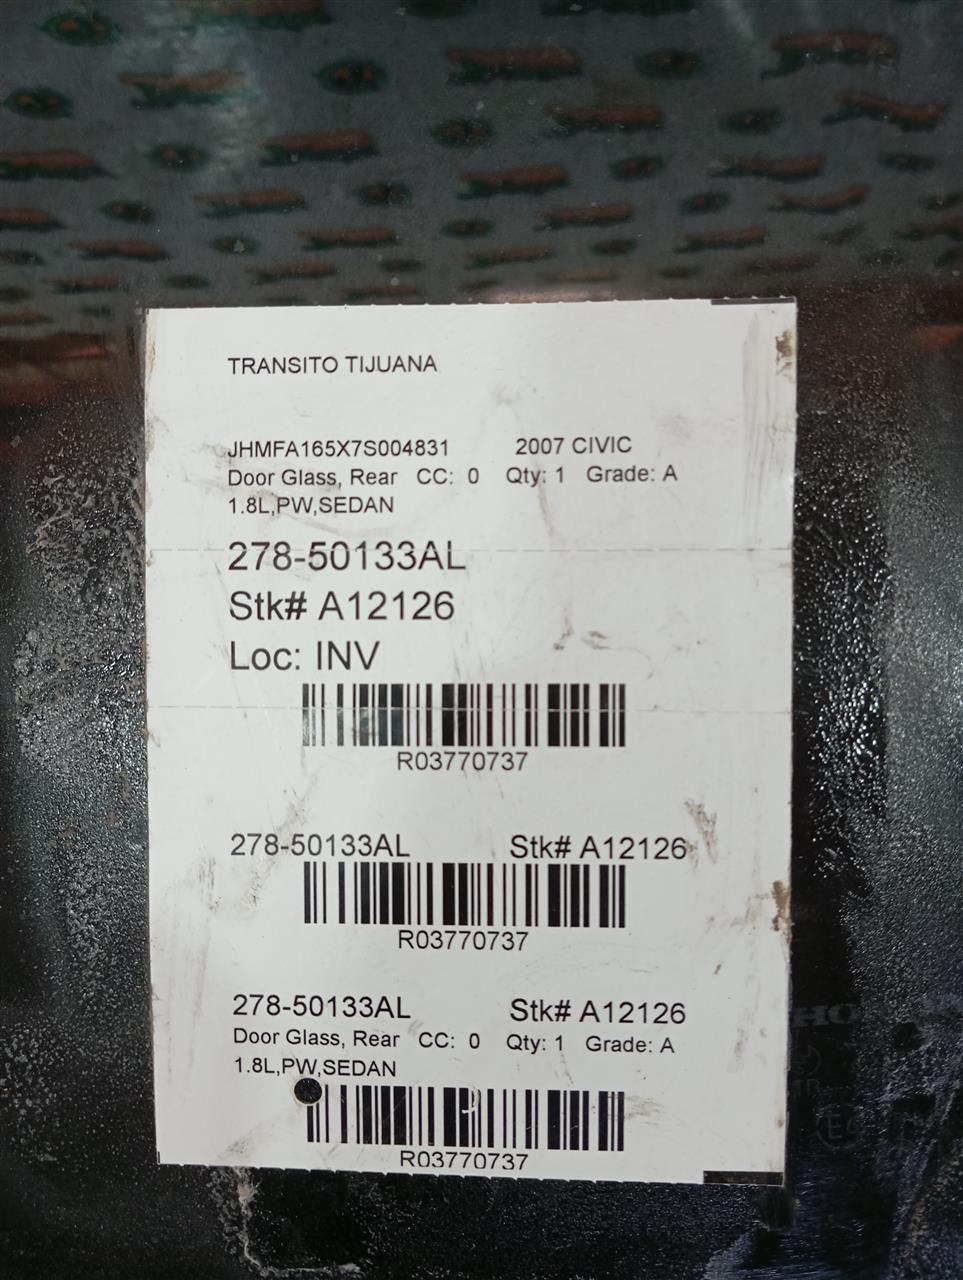 TRANSITO TIJUANA
JHMFA165X7S004831 2007 CIVIC
Door Glass, Rear CC: 0 Qty: 1 Grade: A
1.8L,PW,SEDAN
278-50133AL
Stk# A12126
Loc: INV
R03770737
278-50133AL Stk# A12126
R03770737
278-50133AL Stk# A12126
Door Glass, Rear CC: 0 Qty: 1 Grade: A
1.8L,PW,SEDAN
R03770737